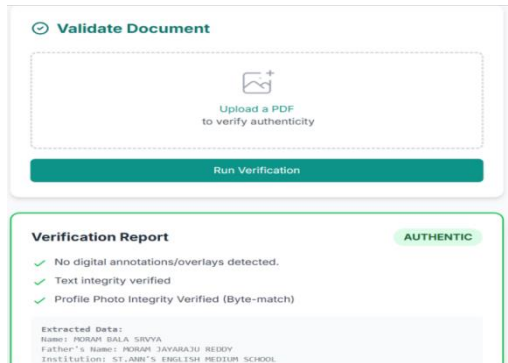 Validate Document
Upload a PDF
to verify authenticity
Run Verification
Verification Report
AUTHENTIC
No digital annotations/overlays detected.
Text integrity verified
Profile Photo Integrity Verified (Byte-match)
Extracted Data:
Name: MORAM BALA SRVYA
Father's Name: MORAM JAYARAJU REDDY
Institution: ST.ANN'S ENGLISH MEDIUM SCHOOL